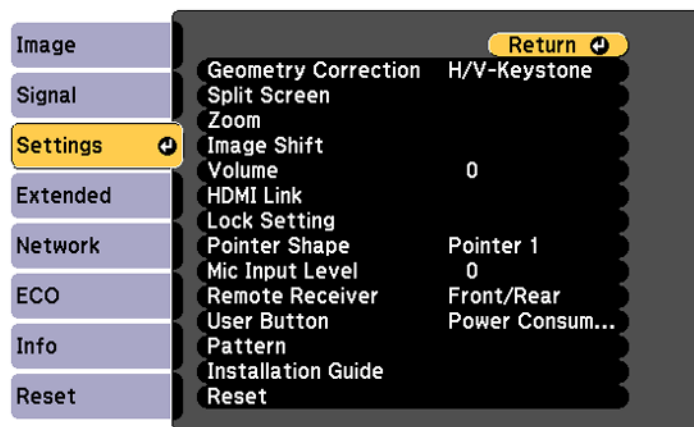 Image
Signal
Settings
Extended
Network
ECO
Info
Reset
Return
Geometry Correction H/V-Keystone
Split Screen
Zoom
Image Shift
Volume 0
HDMI Link
Lock Setting
Pointer Shape Pointer 1
Mic Input Level 0
Remote Receiver Front/Rear
User Button Power Consum...
Pattern
Installation Guide
Reset